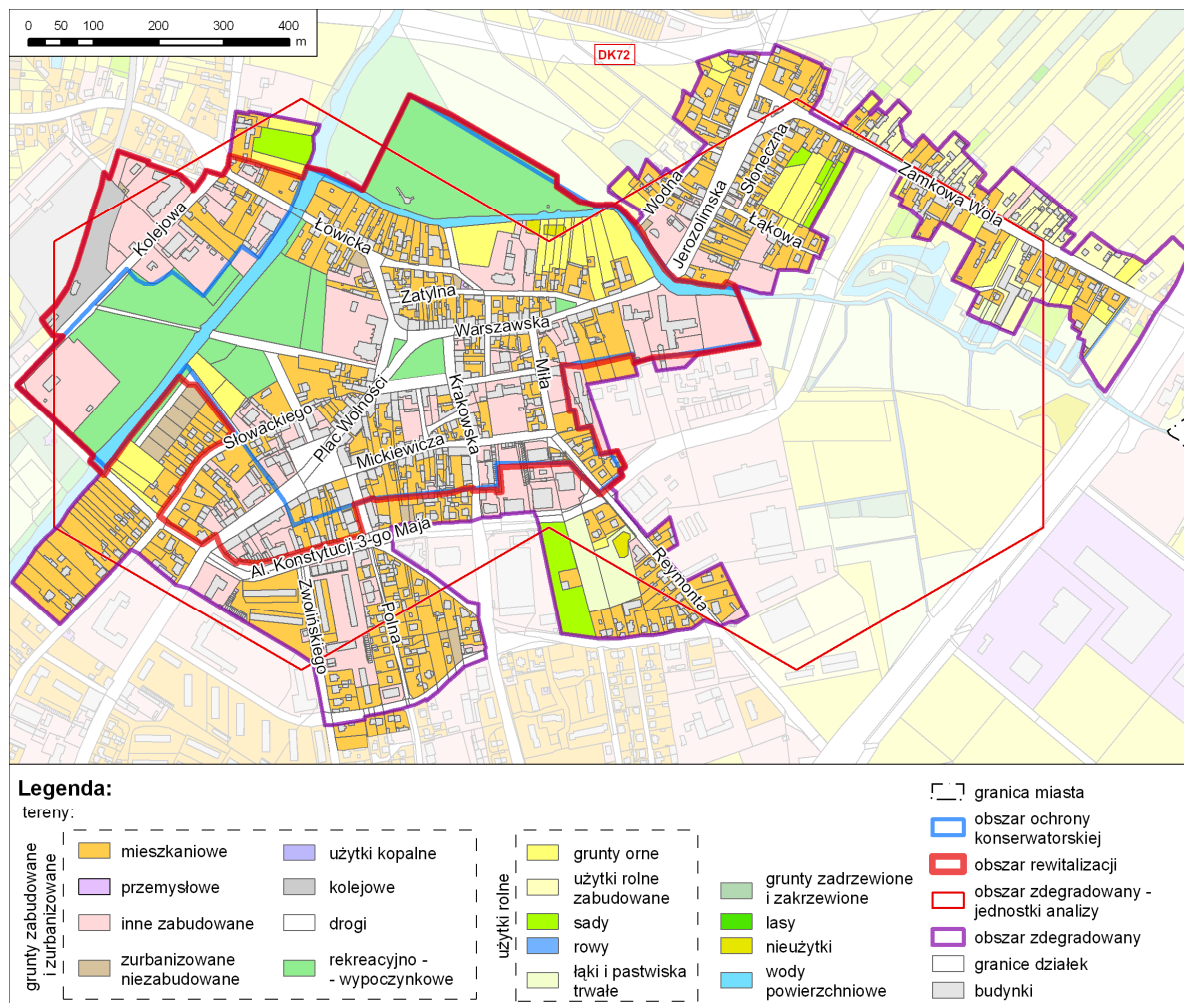 0 50 100 200 300 400
m
DK72
Kolejowa
Łowicka
Zatylna
Warszawska
Miła
Krakowska
Plac Wolności
Słowackiego
Mickiewicza
Al. Konstytucji 3-go Maja
Zwoińskiego
Polna
Reymonta
Wodna
Jerozolimska
Słoneczna
Łąkowa
Zamkowa Wola
Legenda:
tereny:
grunty zabudowane
i zurbanizowane
mieszkaniowe
przemysłowe
inne zabudowane
zurbanizowane
niezabudowane
użytki kopalne
kolejowe
drogi
rekreacyjno -
- wypoczynkowe
użytki rolne
grunty orne
użytki rolne
zabudowane
sady
rowy
łąki i pastwiska
trwałe
grunty zadrzewione
i zakrzewione
lasy
nieużytki
wody
powierzchniowe
granica miasta
obszar ochrony
konserwatorskiej
obszar rewitalizacji
obszar zdegradowany -
jednostki analizy
obszar zdegradowany
granice działek
budynki